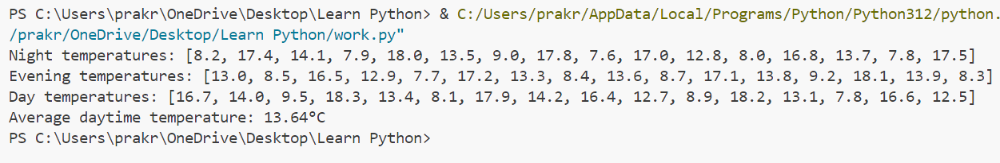 PS C:\Users\prakr\OneDrive\Desktop\Learn Python> & C:/Users/prakr/AppData/Local/Programs/Python/Python312/python.
/prakr/OneDrive/Desktop/Learn Python/work.py"
Night temperatures: [8.2, 17.4, 14.1, 7.9, 18.0, 13.5, 9.0, 17.8, 7.6, 17.0, 12.8, 8.0, 16.8, 13.7, 7.8, 17.5]
Evening temperatures: [13.0, 8.5, 16.5, 12.9, 7.7, 17.2, 13.3, 8.4, 13.6, 8.7, 17.1, 13.8, 9.2, 18.1, 13.9, 8.3]
Day temperatures: [16.7, 14.0, 9.5, 18.3, 13.4, 8.1, 17.9, 14.2, 16.4, 12.7, 8.9, 18.2, 13.1, 7.8, 16.6, 12.5]
Average daytime temperature: 13.64°C
PS C:\Users\prakr\OneDrive\Desktop\Learn Python>